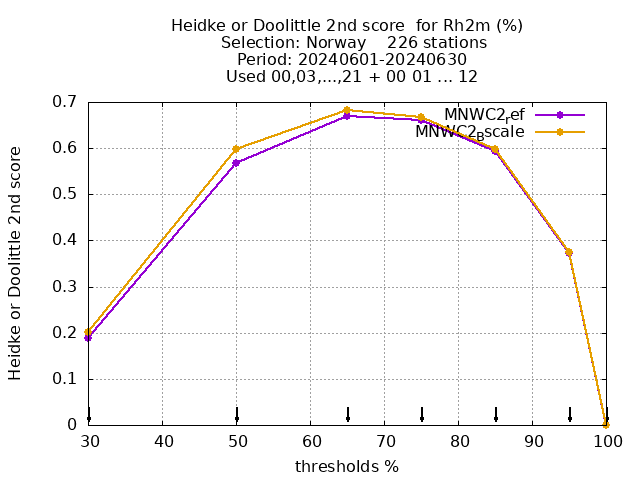 Heidke or Doolittle 2nd score  for Rh2m (%)
Selection: Norway    226 stations
Period: 20240601-20240630
Used 00,03,...,21 + 00 01 ... 12
MNWC2ref
MNWC2Bscale
Heidke or Doolittle 2nd score
0.7
0.6
0.5
0.4
0.3
0.2
0.1
0
30 40 50 60 70 80 90 100
thresholds %